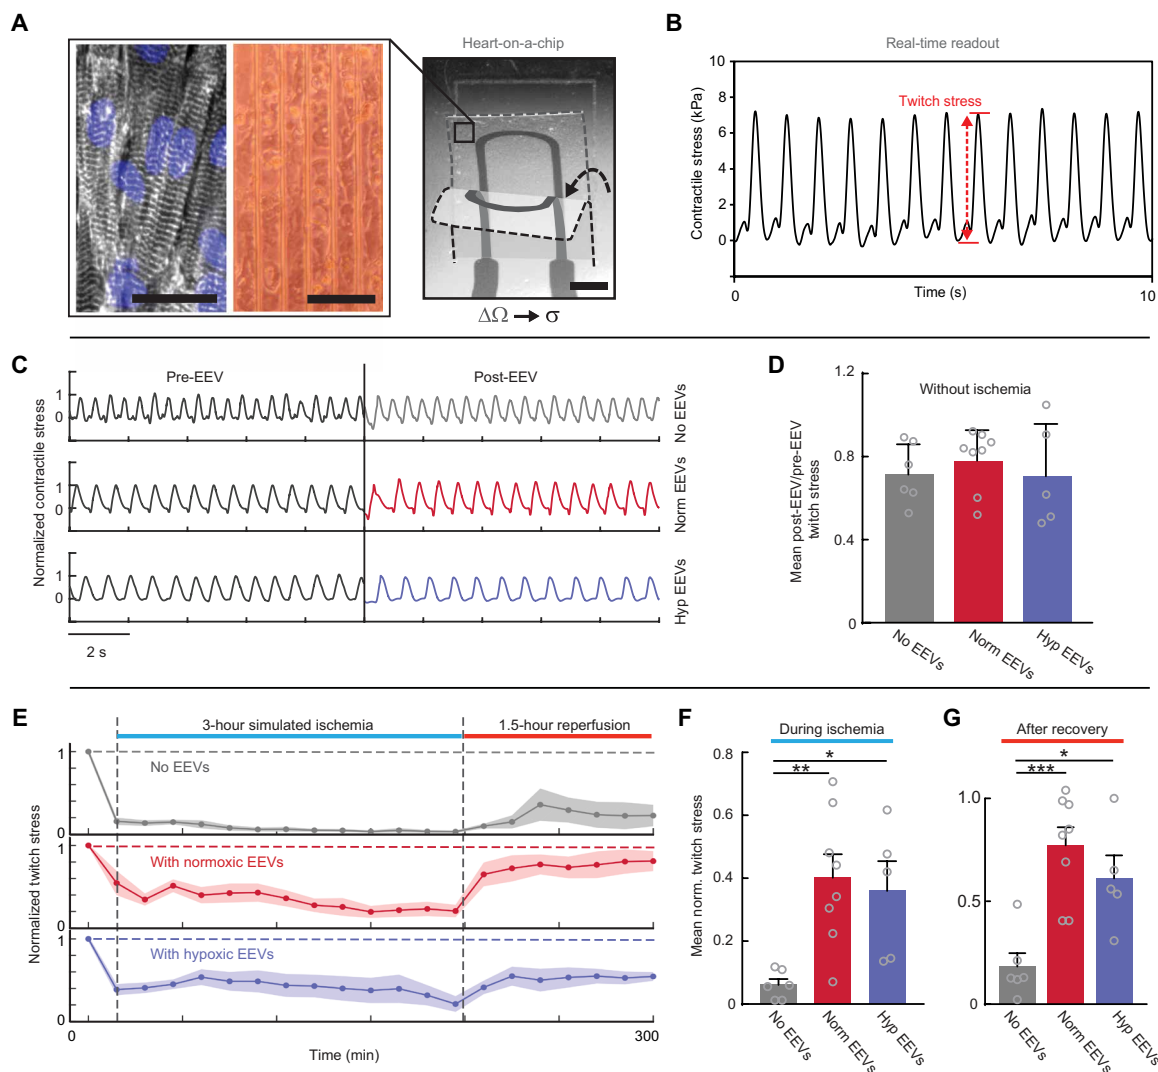 A
Heart-on-a-chip
ΔΩ → σ
B
Real-time readout
Contractile stress (kPa)
10
8
6
4
2
0
Twitch stress
0
Time (s)
10
C
Pre-EEV
Post-EEV
Normalized contractile stress
1
0
No EEVs
1
0
Norm EEVs
1
0
Hyp EEVs
2 s
D
Without ischemia
Mean post-EEV/pre-EEV
twitch stress
1.2
0.8
0.4
0
No EEVs
Norm EEVs
Hyp EEVs
E
3-hour simulated ischemia
1.5-hour reperfusion
Normalized twitch stress
1
No EEVs
0
1
With normoxic EEVs
0
1
With hypoxic EEVs
0
0
300
Time (min)
F
During ischemia
Mean norm. twitch stress
0.8
0.6
0.4
0.2
0
*
**
No EEVs
Norm EEVs
Hyp EEVs
G
After recovery
1.0
0.5
0
*
***
No EEVs
Norm EEVs
Hyp EEVs